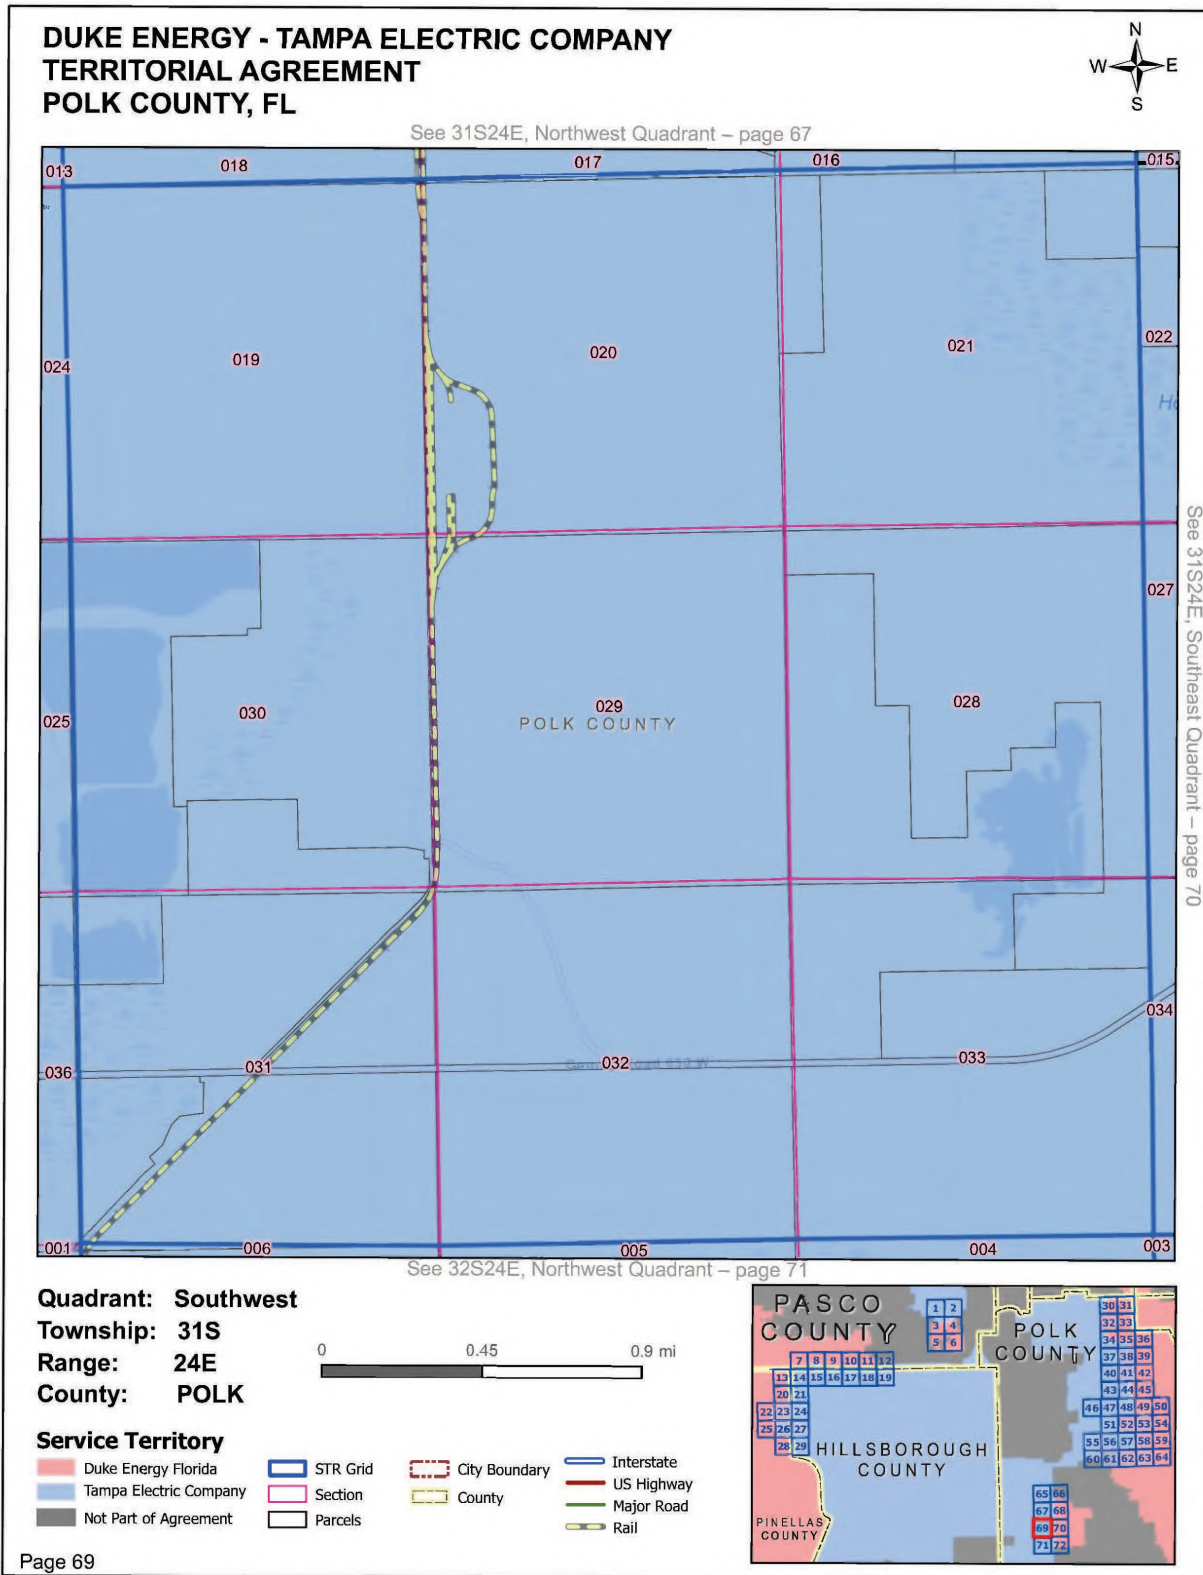 DUKE ENERGY - TAMPA ELECTRIC COMPANY
TERRITORIAL AGREEMENT
POLK COUNTY, FL
N
W E
S
See 31S24E, Northwest Quadrant – page 67
013 018 017 016 015
024 019 020 021 022
025 030 029 028 027
POLK COUNTY
See 31S24E, Southeast Quadrant – page 70
036 031 032 033 034
001 006 005 004 003
See 32S24E, Northwest Quadrant – page 71
Quadrant: Southwest
Township: 31S
Range: 24E
County: POLK
0 0.45 0.9 mi
Service Territory
Duke Energy Florida
Tampa Electric Company
Not Part of Agreement
STR Grid
Section
Parcels
City Boundary
County
Interstate
US Highway
Major Road
Rail
PASCO
COUNTY
POLK
COUNTY
HILLSBOROUGH
COUNTY
PINELLAS
COUNTY
1 2
3 4
5 6
7 8 9 10 11 12
13 14 15 16 17 18 19
20 21
22 23 24
25 26 27
28 29
30 31
32 33
34 35 36
37 38 39
40 41 42
43 44 45
46 47 48 49 50
51 52 53 54
55 56 57 58 59
60 61 62 63 64
65 66
67 68
69 70
71 72
Page 69